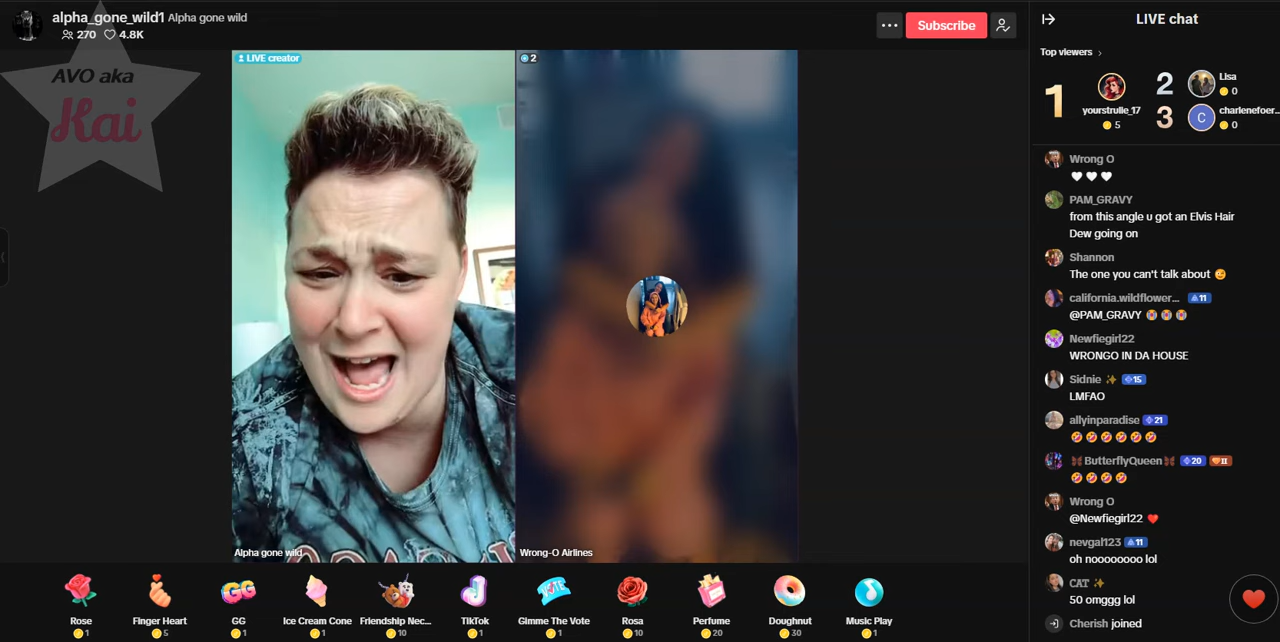 alpha_gone_wild1 Alpha gone wild
270 4.8K
Subscribe
AVO aka
Kai
LIVE creator
2
Alpha gone wild
Wrong-O Airlines
Rose
1
Finger Heart
5
GG
1
Ice Cream Cone
1
Friendship Nec...
10
TikTok
1
Gimme The Vote
1
Rosa
10
Perfume
20
Doughnut
30
Music Play
1
LIVE chat
Top viewers
1
yourstrulie_17
5
2
Lisa
0
3
C
charlenefoer...
0
Wrong O
PAM_GRAVY
from this angle u got an Elvis Hair
Dew going on
Shannon
The one you can't talk about
california.wildflower... 11
@PAM_GRAVY
Newfiegirl22
WRONGO IN DA HOUSE
Sidnie 15
LMFAO
allyinparadise 21
ButterflyQueen 20 II
Wrong O
@Newfiegirl22
nevgal123 11
oh nooooooo lol
CAT
50 omggg lol
Cherish joined